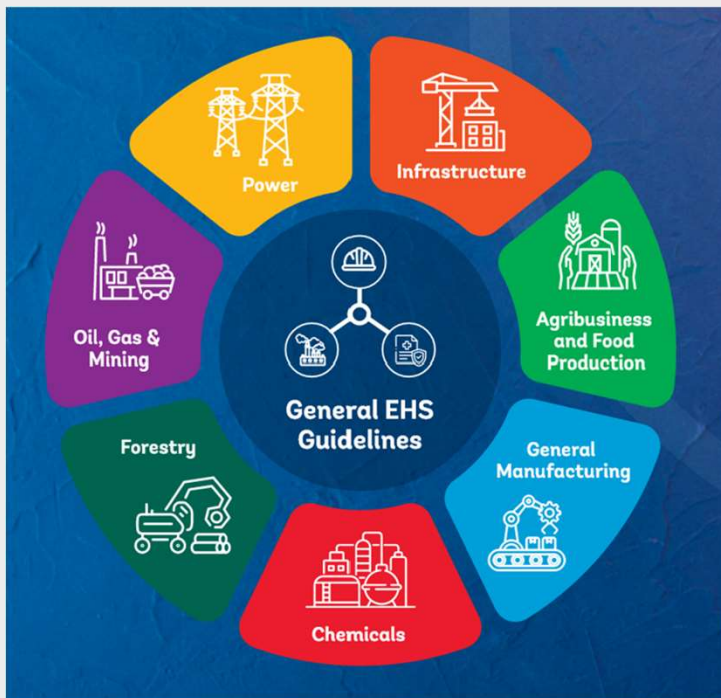 Power
Infrastructure
Oil, Gas &
Mining
Agribusiness
and Food
Production
General EHS
Guidelines
Forestry
General
Manufacturing
Chemicals